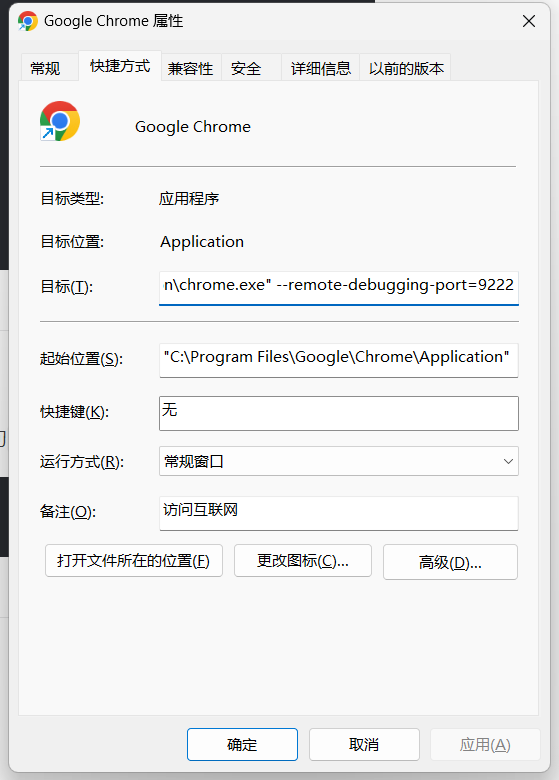 Google Chrome 属性
常规 快捷方式 兼容性 安全 详细信息 以前的版本
Google Chrome
目标类型: 应用程序
目标位置: Application
目标(T): n\chrome.exe" --remote-debugging-port=9222
起始位置(S): "C:\Program Files\Google\Chrome\Application"
快捷键(K): 无
运行方式(R): 常规窗口
备注(O): 访问互联网
打开文件所在的位置(F) 更改图标(C)... 高级(D)...
确定 取消 应用(A)